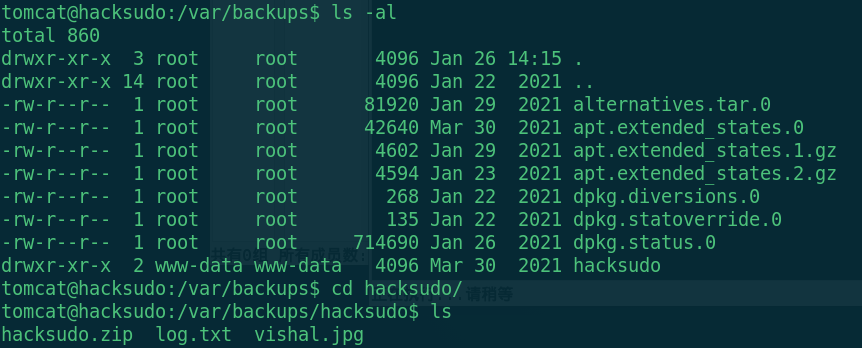 tomcat@hacksudo:/var/backups$ ls -al
total 860
drwxr-xr-x  3 root     root       4096 Jan 26 14:15 .
drwxr-xr-x 14 root     root       4096 Jan 22  2021 ..
-rw-r--r--  1 root     root      81920 Jan 29  2021 alternatives.tar.0
-rw-r--r--  1 root     root      42640 Mar 30  2021 apt.extended_states.0
-rw-r--r--  1 root     root       4602 Jan 29  2021 apt.extended_states.1.gz
-rw-r--r--  1 root     root       4594 Jan 23  2021 apt.extended_states.2.gz
-rw-r--r--  1 root     root        268 Jan 22  2021 dpkg.diversions.0
-rw-r--r--  1 root     root        135 Jan 22  2021 dpkg.statoverride.0
-rw-r--r--  1 root     root     714690 Jan 26  2021 dpkg.status.0
drwxr-xr-x  2 www-data www-data   4096 Mar 30  2021 hacksudo
tomcat@hacksudo:/var/backups$ cd hacksudo/
请稍等
tomcat@hacksudo:/var/backups/hacksudo$ ls
hacksudo.zip  log.txt  vishal.jpg